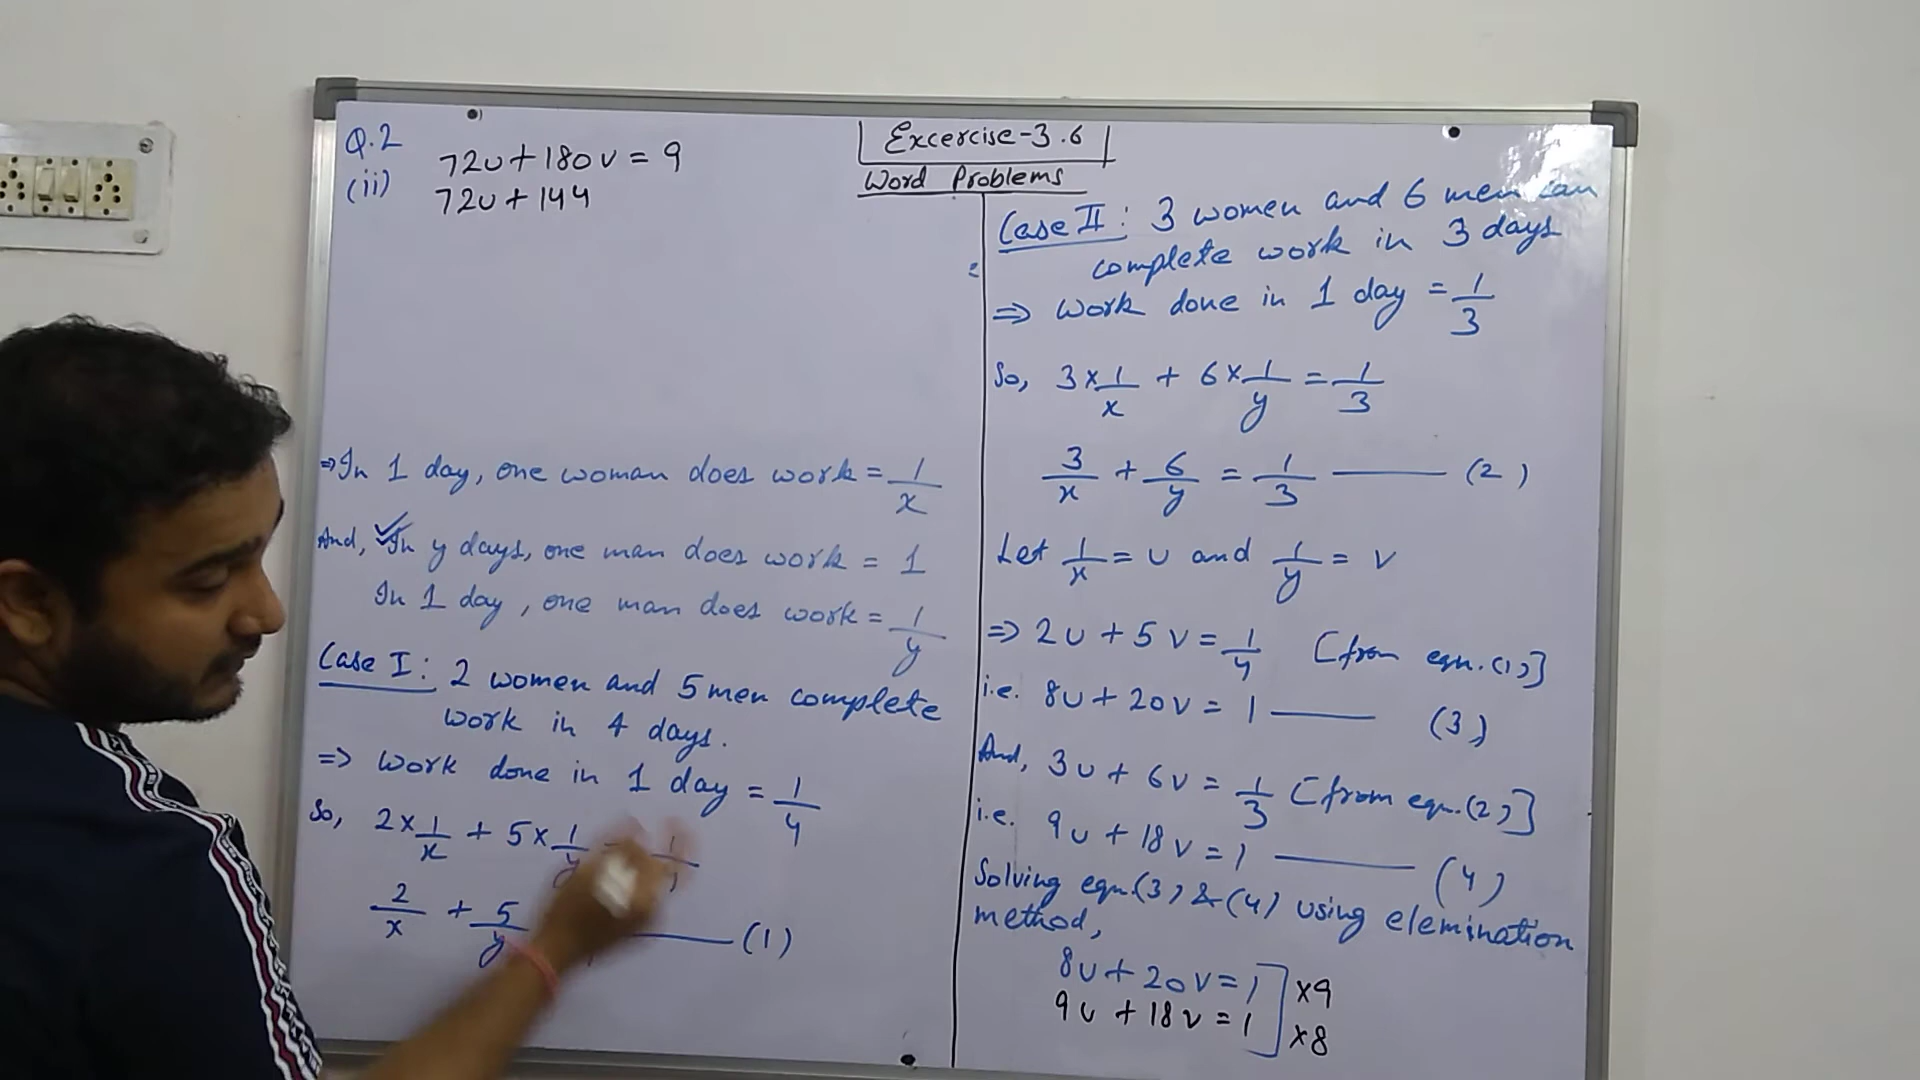 Excercise-3.6
Word Problems
Q.2
(ii)
72u + 180v = 9
72u + 144
⇒ In 1 day, one woman does work = 1/x
And, In y days, one man does work = 1
In 1 day, one man does work = 1/y
Case I: 2 women and 5 men complete
work in 4 days.
⇒ work done in 1 day = 1/4
So, 2×1/x + 5×1/y
2/x + 5/y (1)
Case II: 3 women and 6 men can
complete work in 3 days
⇒ work done in 1 day = 1/3
So, 3×1/x + 6×1/y = 1/3
3/x + 6/y = 1/3 (2)
Let 1/x = u and 1/y = v
⇒ 2u + 5v = 1/4 [from eqn.(1)]
i.e. 8u + 20v = 1 (3)
And, 3u + 6v = 1/3 [from eqn.(2)]
i.e. 9u + 18v = 1 (4)
Solving eqn.(3) & (4) using elemination
method,
8u + 20v = 1 ] ×9
9u + 18v = 1 ] ×8